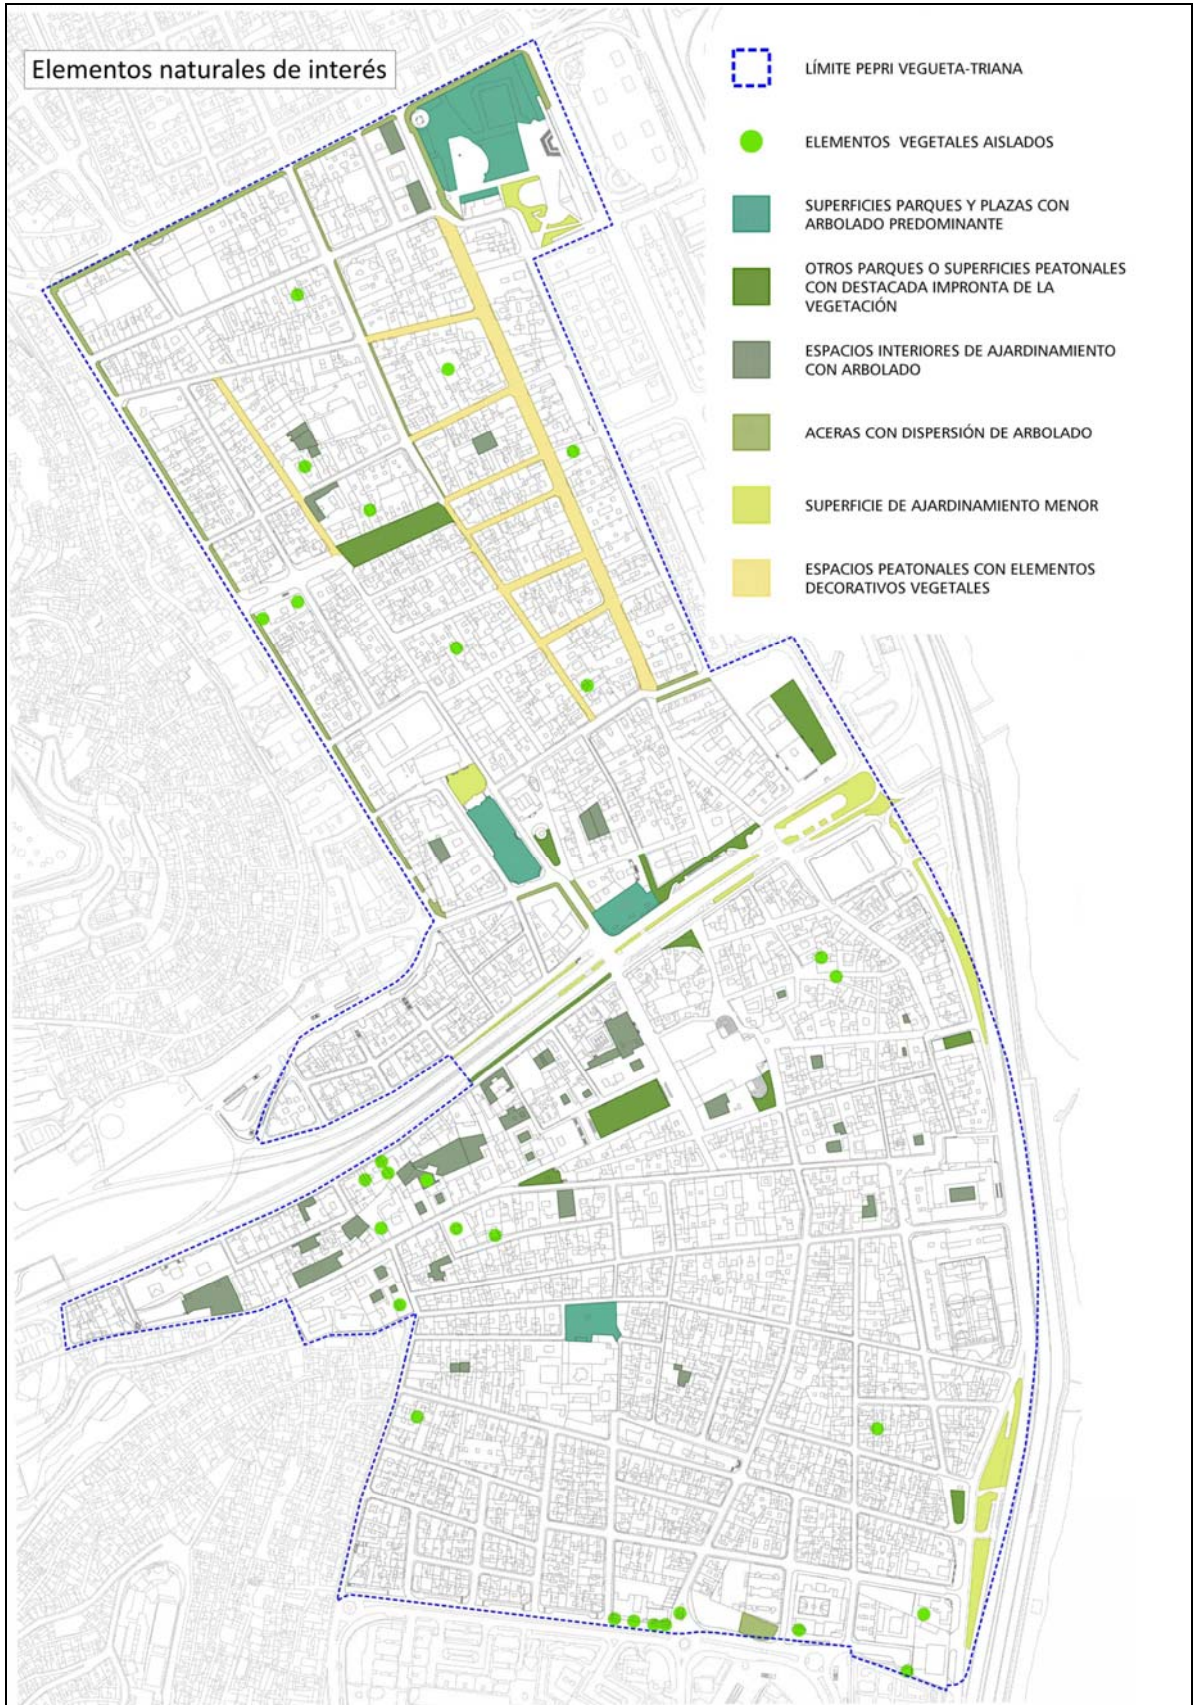 Elementos naturales de interés
LÍMITE PEPRI VEGUETA-TRIANA
ELEMENTOS VEGETALES AISLADOS
SUPERFICIES PARQUES Y PLAZAS CON
ARBOLADO PREDOMINANTE
OTROS PARQUES O SUPERFICIES PEATONALES
CON DESTACADA IMPRONTA DE LA
VEGETACIÓN
ESPACIOS INTERIORES DE AJARDINAMIENTO
CON ARBOLADO
ACERAS CON DISPERSIÓN DE ARBOLADO
SUPERFICIE DE AJARDINAMIENTO MENOR
ESPACIOS PEATONALES CON ELEMENTOS
DECORATIVOS VEGETALES